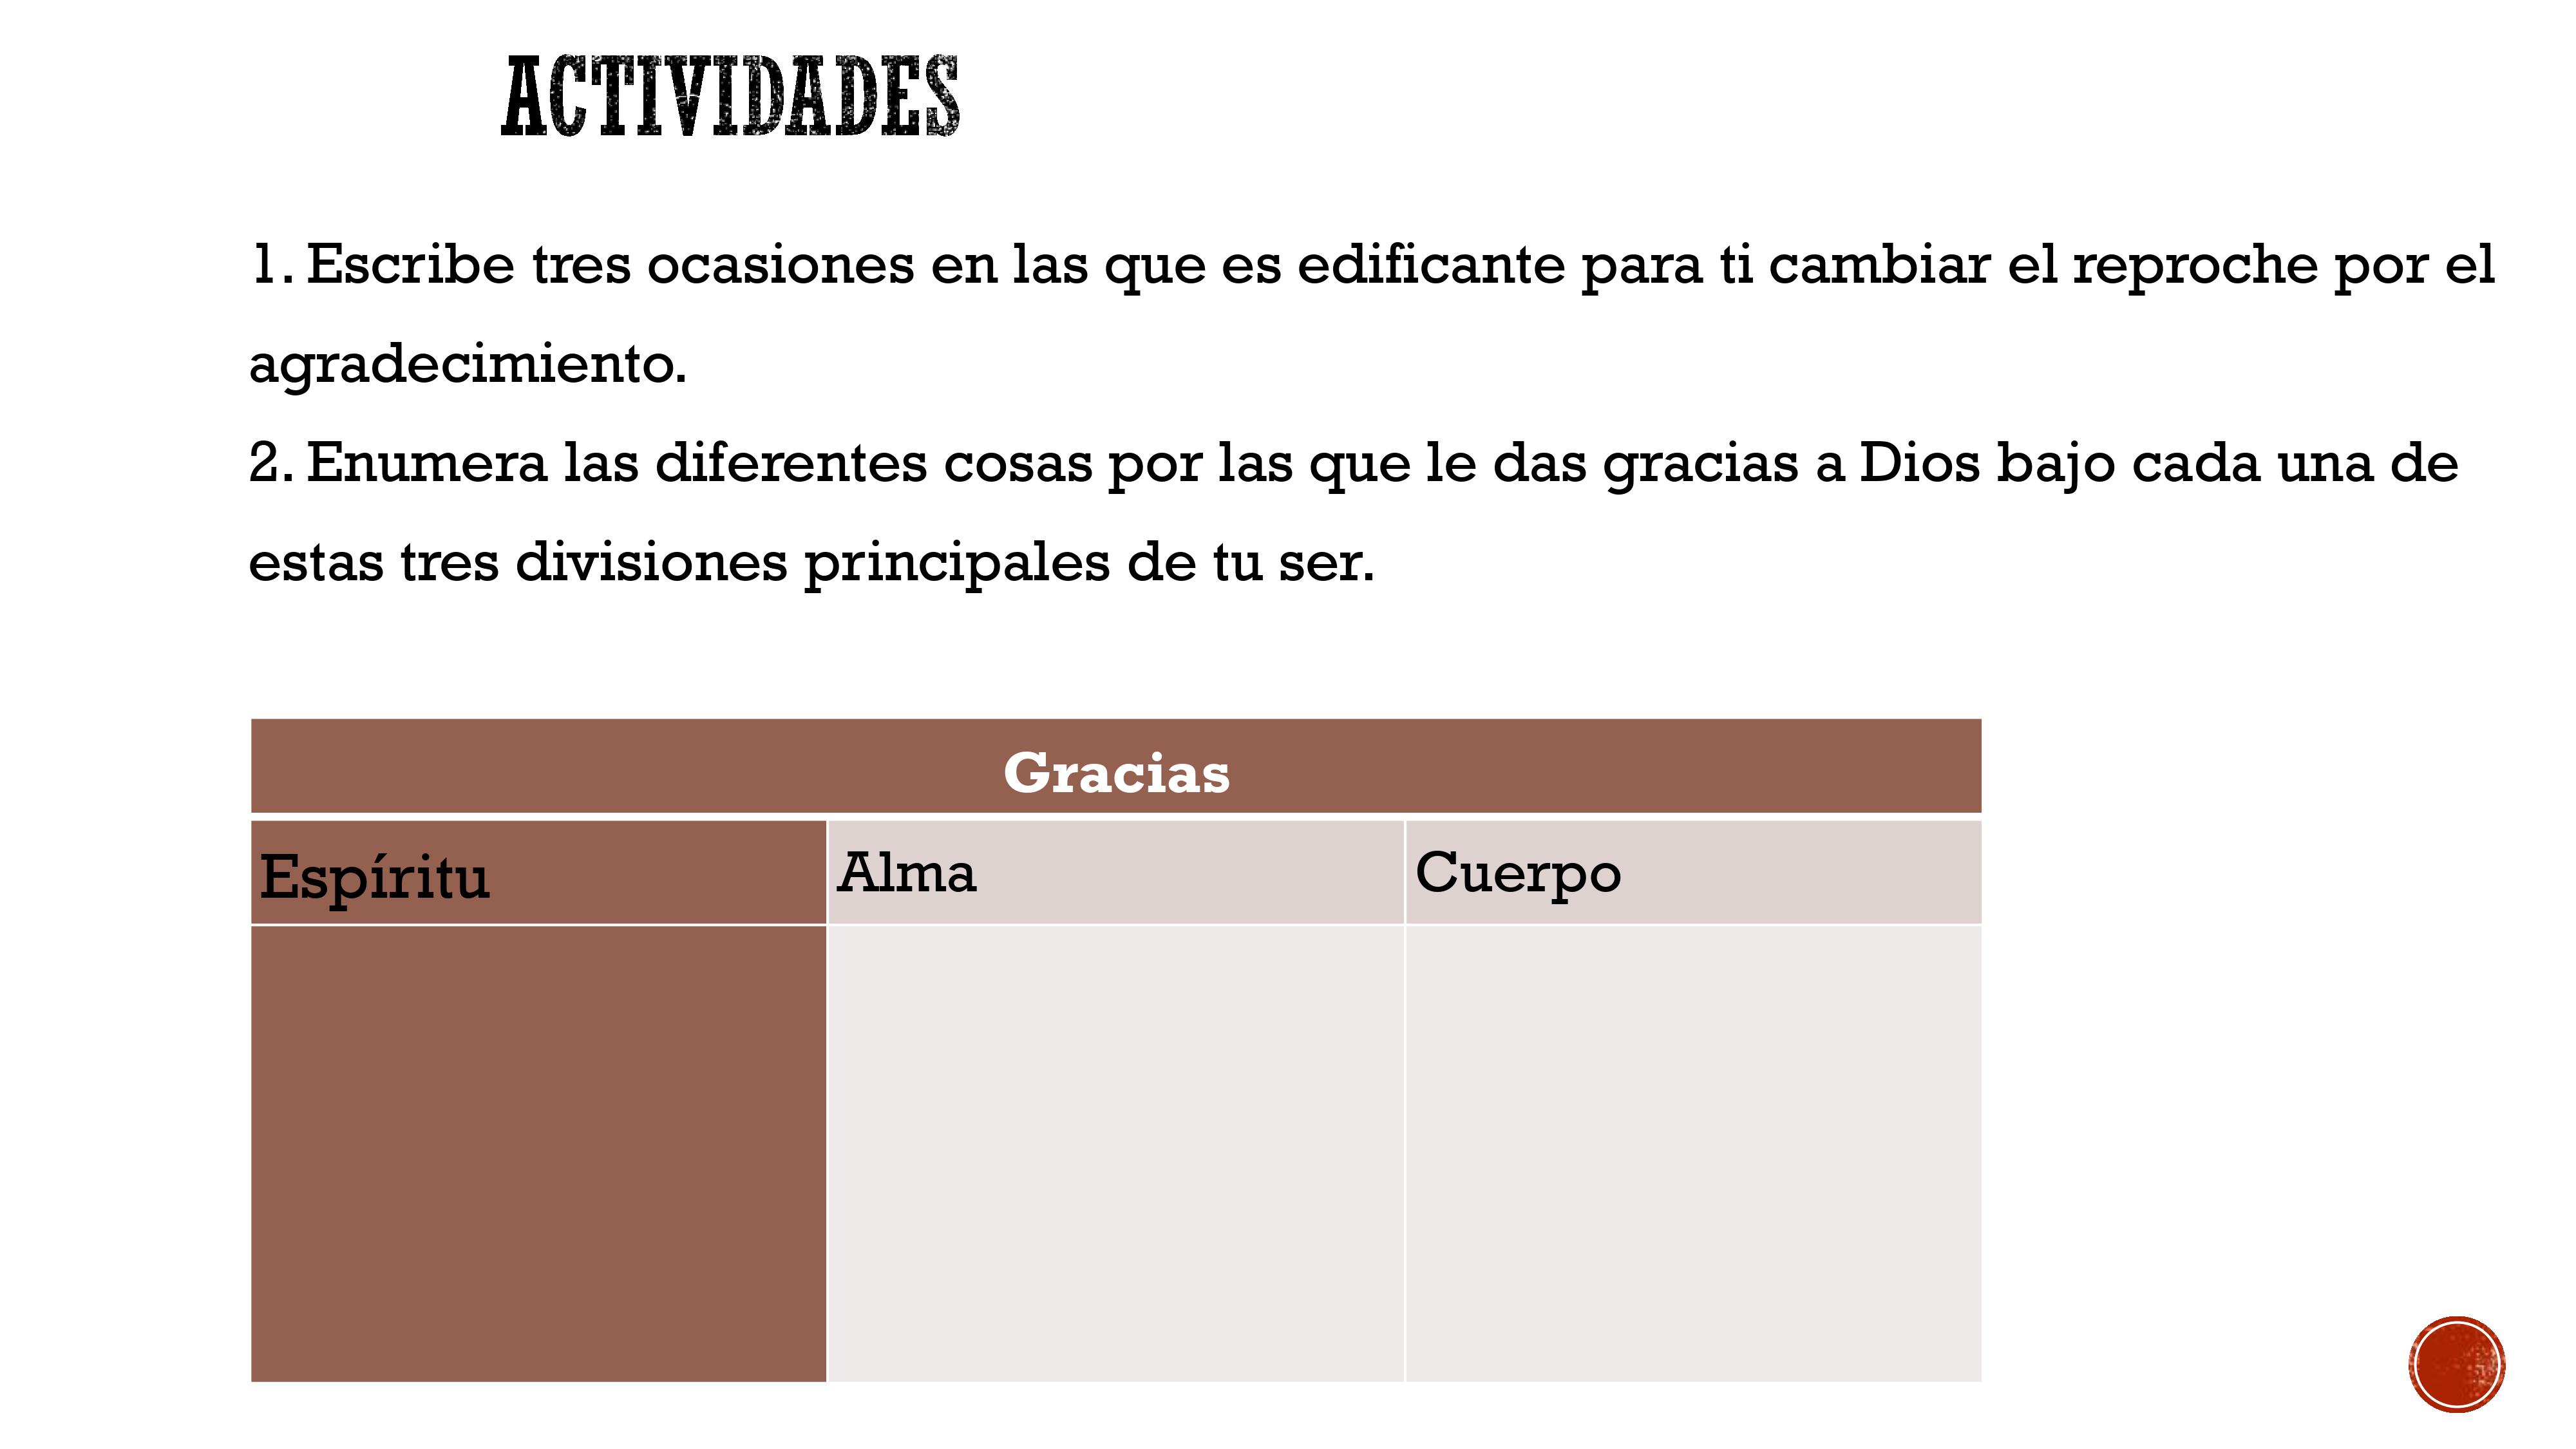 ACTIVIDADES
1. Escribe tres ocasiones en las que es edificante para ti cambiar el reproche por el
agradecimiento.
2. Enumera las diferentes cosas por las que le das gracias a Dios bajo cada una de
estas tres divisiones principales de tu ser.
Gracias
Espíritu Alma Cuerpo